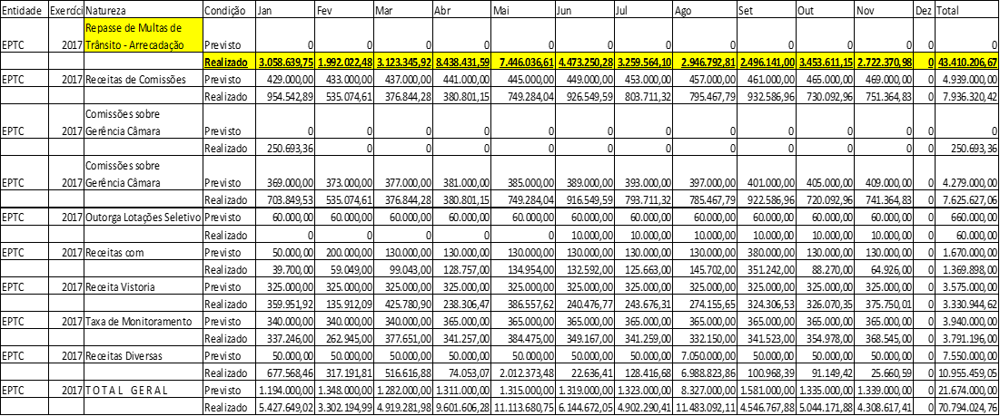 Entidade Exercíci Natureza Condição Jan Fev Mar Abr Mai Jun Jul Ago Set Out Nov Dez Total
Repasse de Multas de
EPTC 2017 Trânsito - Arrecadação Previsto 0 0 0 0 0 0 0 0 0 0 0 0 0
Realizado 3.058.639,75 1.992.022,48 3.123.345,92 8.438.431,59 7.446.036,61 4.473.250,28 3.259.564,10 2.946.792,81 2.496.141,00 3.453.611,15 2.722.370,98 0 43.410.206,67
EPTC 2017 Receitas de Comissões Previsto 429.000,00 433.000,00 437.000,00 441.000,00 445.000,00 449.000,00 453.000,00 457.000,00 461.000,00 465.000,00 469.000,00 0 4.939.000,00
Realizado 954.542,89 535.074,61 376.844,28 380.801,15 749.284,04 926.549,59 803.711,32 795.467,79 932.586,96 730.092,96 751.364,83 0 7.936.320,42
Comissões sobre
EPTC 2017 Gerência Câmara Previsto 0 0 0 0 0 0 0 0 0 0 0 0 0
Realizado 250.693,36 0 0 0 0 0 0 0 0 0 0 0 250.693,36
Comissões sobre
EPTC 2017 Gerência Câmara Previsto 369.000,00 373.000,00 377.000,00 381.000,00 385.000,00 389.000,00 393.000,00 397.000,00 401.000,00 405.000,00 409.000,00 0 4.279.000,00
Realizado 703.849,53 535.074,61 376.844,28 380.801,15 749.284,04 916.549,59 793.711,32 785.467,79 922.586,96 720.092,96 741.364,83 0 7.625.627,06
EPTC 2017 Outorga Lotações Seletivo Previsto 60.000,00 60.000,00 60.000,00 60.000,00 60.000,00 60.000,00 60.000,00 60.000,00 60.000,00 60.000,00 60.000,00 0 660.000,00
Realizado 0 0 0 0 0 10.000,00 10.000,00 10.000,00 10.000,00 10.000,00 10.000,00 0 60.000,00
EPTC 2017 Receitas com Previsto 50.000,00 200.000,00 130.000,00 130.000,00 130.000,00 130.000,00 130.000,00 130.000,00 380.000,00 130.000,00 130.000,00 0 1.670.000,00
Realizado 39.700,00 59.049,00 99.043,00 128.757,00 134.954,00 132.592,00 125.663,00 145.702,00 351.242,00 88.270,00 64.926,00 0 1.369.898,00
EPTC 2017 Receita Vistoria Previsto 325.000,00 325.000,00 325.000,00 325.000,00 325.000,00 325.000,00 325.000,00 325.000,00 325.000,00 325.000,00 325.000,00 0 3.575.000,00
Realizado 359.951,92 135.912,09 425.780,90 238.306,47 386.557,62 240.476,77 243.676,31 274.155,65 324.306,53 326.070,35 375.750,01 0 3.330.944,62
EPTC 2017 Taxa de Monitoramento Previsto 340.000,00 340.000,00 340.000,00 365.000,00 365.000,00 365.000,00 365.000,00 365.000,00 365.000,00 365.000,00 365.000,00 0 3.940.000,00
Realizado 337.246,00 262.945,00 377.651,00 341.257,00 384.475,00 349.167,00 341.259,00 332.150,00 341.523,00 354.978,00 368.545,00 0 3.791.196,00
EPTC 2017 Receitas Diversas Previsto 50.000,00 50.000,00 50.000,00 50.000,00 50.000,00 50.000,00 50.000,00 7.050.000,00 50.000,00 50.000,00 50.000,00 0 7.550.000,00
Realizado 677.568,46 317.191,81 516.616,88 74.053,07 2.012.373,48 22.636,41 128.416,68 6.988.823,86 100.968,39 91.149,42 25.660,59 0 10.955.459,05
EPTC 2017 T O T A L G E R A L Previsto 1.194.000,00 1.348.000,00 1.282.000,00 1.311.000,00 1.315.000,00 1.319.000,00 1.323.000,00 8.327.000,00 1.581.000,00 1.335.000,00 1.339.000,00 0 21.674.000,00
Realizado 5.427.649,02 3.302.194,99 4.919.281,98 9.601.606,28 11.113.680,75 6.144.672,05 4.902.290,41 11.483.092,11 4.546.767,88 5.044.171,88 4.308.617,41 0 70.794.024,76